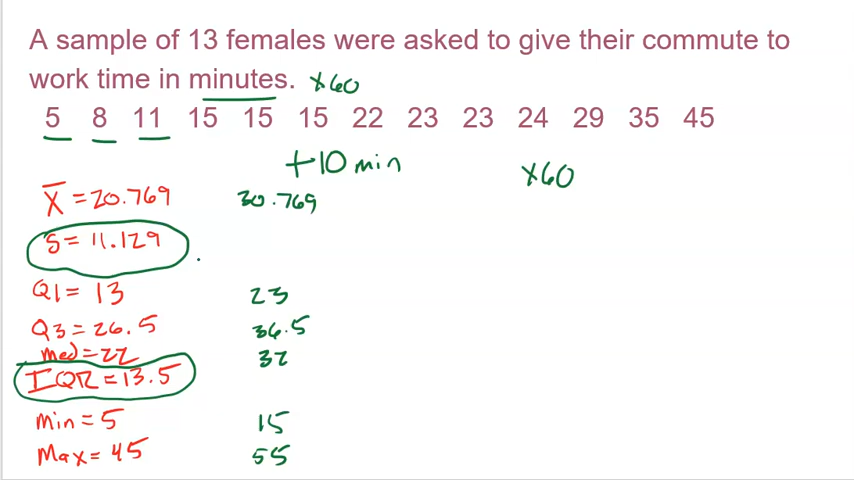 A sample of 13 females were asked to give their commute to
work time in minutes. x60
5 8 11 15 15 15 22 23 23 24 29 35 45
+10 min x60
X̅ = 20.769 30.769
S = 11.129
Q1 = 13 23
Q3 = 26.5 36.5
med = 22 32
IQR = 13.5
min = 5 15
Max = 45 55